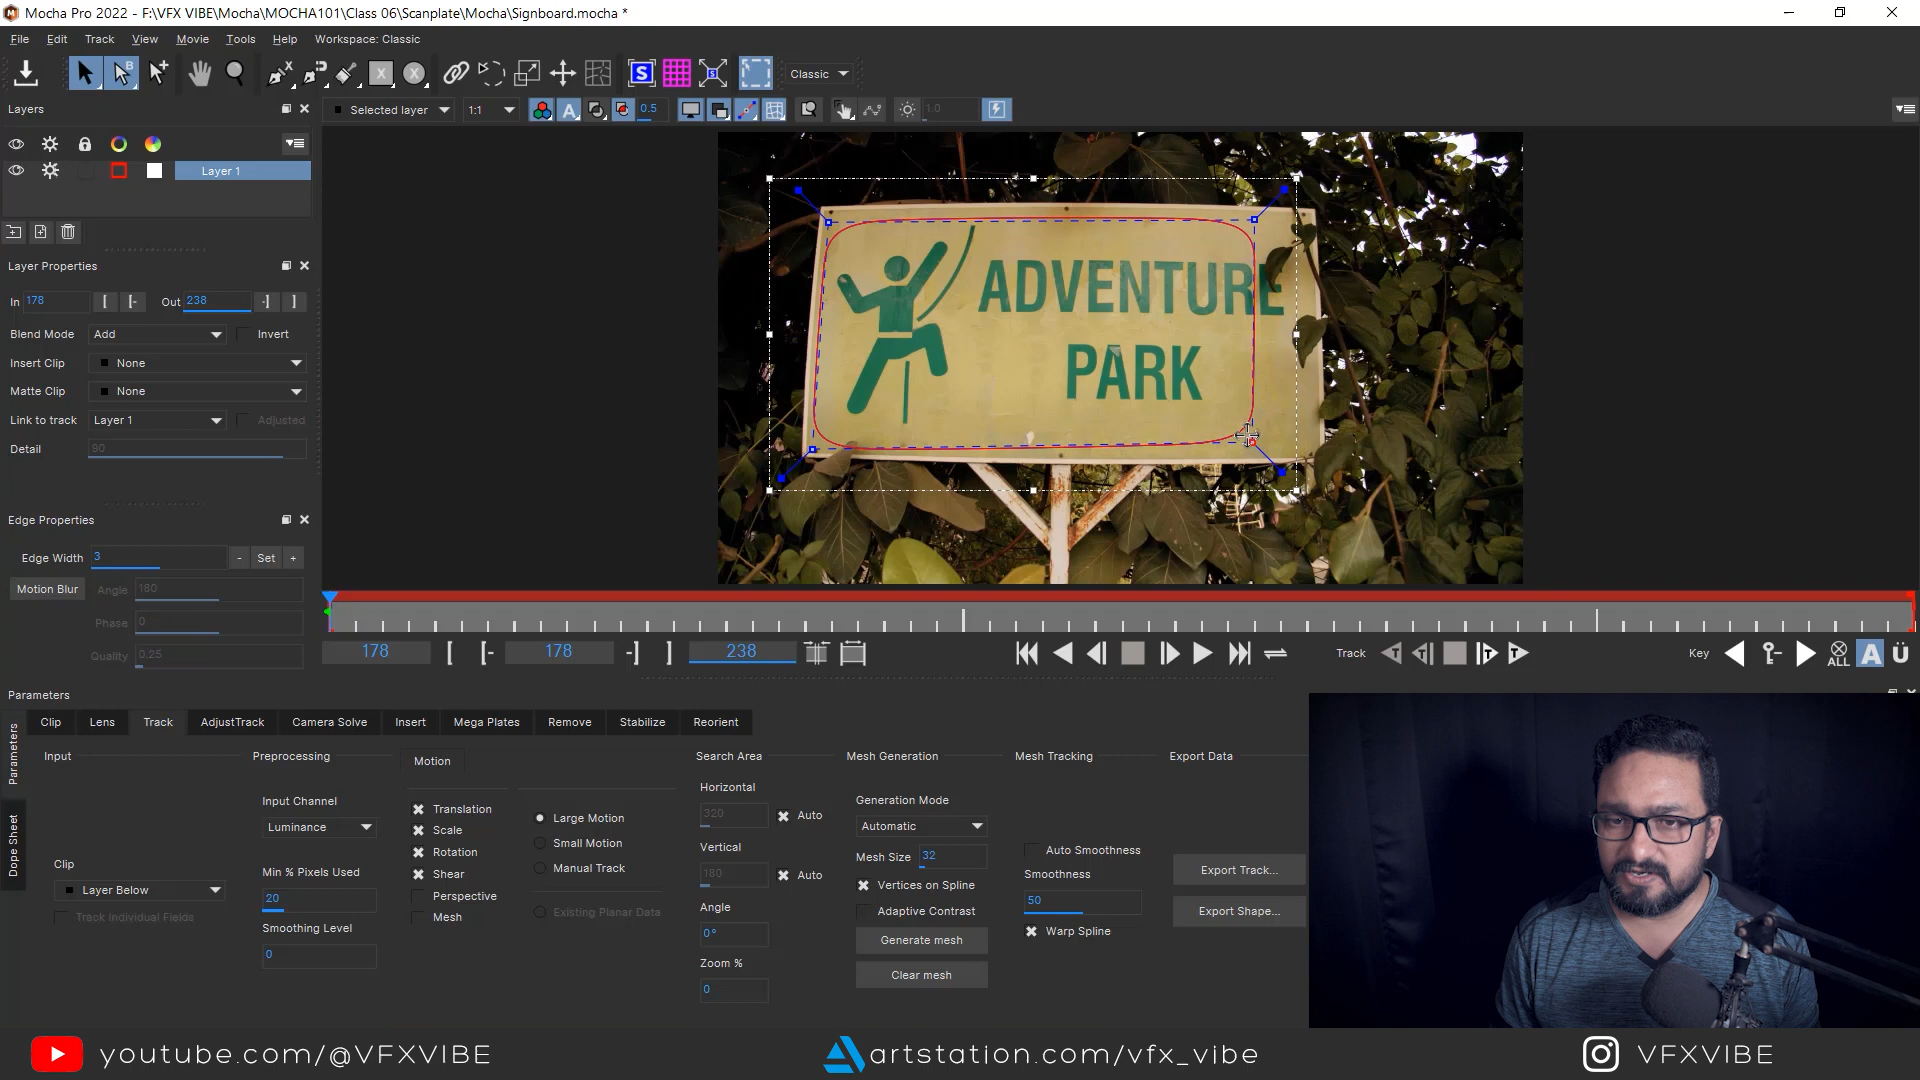 Mocha Pro 2022 - F:\VFX VIBE\Mocha\MOCHA101\Class 06\Scanplate\Mocha\Signboard.mocha *
File Edit Track View Movie Tools Help Workspace: Classic
B
X
S
Classic
Layers
Selected layer
1:1
A
0.5
1.0
Layer 1
ADVENTURE
PARK
Layer Properties
In 178 [ [- Out 238 -] ]
Blend Mode Add Invert
Insert Clip None
Matte Clip None
Link to track Layer 1 Adjusted
Detail 90
Edge Properties
Edge Width 3 - Set +
Motion Blur Angle 180
Phase 0
Quality 0.25
178 [ [- 178 -] ] 238
Track
Key
ALL
A
Parameters
Clip Lens Track AdjustTrack Camera Solve Insert Mega Plates Remove Stabilize Reorient
Parameters
Dope Sheet
Input
Clip
Layer Below
Track Individual Fields
Preprocessing
Input Channel
Luminance
Min % Pixels Used
20
Smoothing Level
0
Motion
Translation
Scale
Rotation
Shear
Perspective
Mesh
Large Motion
Small Motion
Manual Track
Existing Planar Data
Search Area
Horizontal
320 Auto
Vertical
180 Auto
Angle
0°
Zoom %
0
Mesh Generation
Generation Mode
Automatic
Mesh Size 32
Vertices on Spline
Adaptive Contrast
Generate mesh
Clear mesh
Mesh Tracking
Auto Smoothness
Smoothness
50
Warp Spline
Export Data
Export Track...
Export Shape...
youtube.com/@VFXVIBE
artstation.com/vfx_vibe
VFXVIBE